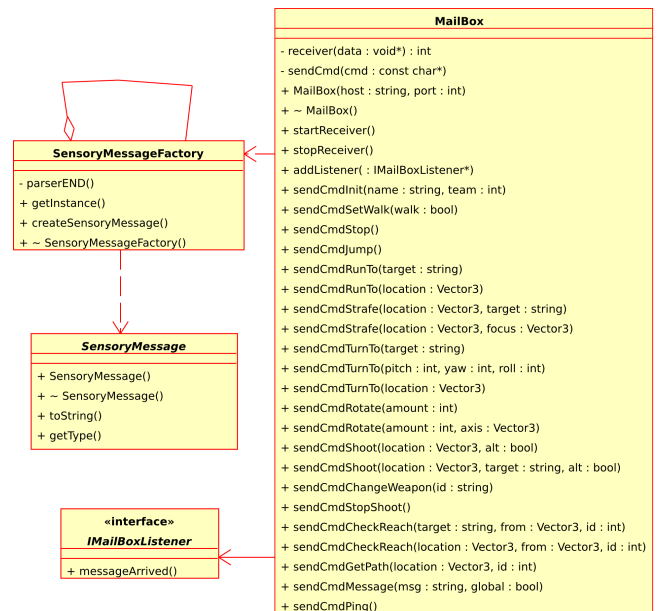 MailBox
- receiver(data : void*) : int
- sendCmd(cmd : const char*)
+ MailBox(host : string, port : int)
+ ~ MailBox()
+ startReceiver()
+ stopReceiver()
+ addListener( : IMailBoxListener*)
+ sendCmdInit(name : string, team : int)
+ sendCmdSetWalk(walk : bool)
+ sendCmdStop()
+ sendCmdJump()
+ sendCmdRunTo(target : string)
+ sendCmdRunTo(location : Vector3)
+ sendCmdStrafe(location : Vector3, target : string)
+ sendCmdStrafe(location : Vector3, focus : Vector3)
+ sendCmdTurnTo(target : string)
+ sendCmdTurnTo(pitch : int, yaw : int, roll : int)
+ sendCmdTurnTo(location : Vector3)
+ sendCmdRotate(amount : int)
+ sendCmdRotate(amount : int, axis : Vector3)
+ sendCmdShoot(location : Vector3, alt : bool)
+ sendCmdShoot(location : Vector3, target : string, alt : bool)
+ sendCmdChangeWeapon(id : string)
+ sendCmdStopShoot()
+ sendCmdCheckReach(target : string, from : Vector3, id : int)
+ sendCmdCheckReach(location : Vector3, from : Vector3, id : int)
+ sendCmdGetPath(location : Vector3, id : int)
+ sendCmdMessage(msg : string, global : bool)
+ sendCmdPing()
SensoryMessageFactory
- parserEND()
+ getInstance()
+ createSensoryMessage()
+ ~ SensoryMessageFactory()
SensoryMessage
+ SensoryMessage()
+ ~ SensoryMessage()
+ toString()
+ getType()
«interface»
IMailBoxListener
+ messageArrived()